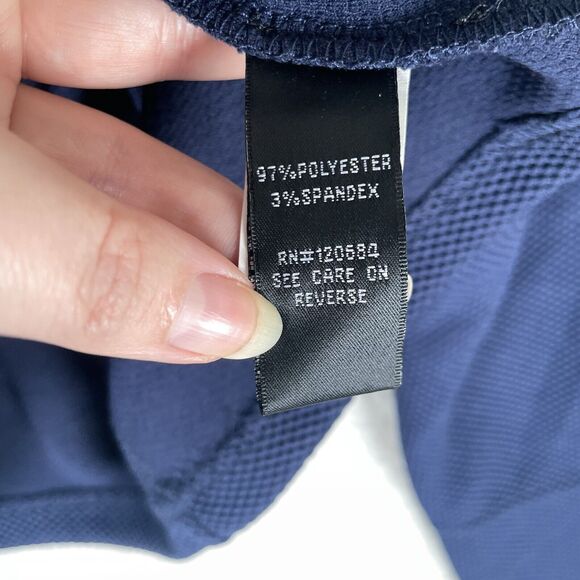 97%POLYESTER
3%SPANDEX
RN#120684
SEE CARE ON
REVERSE